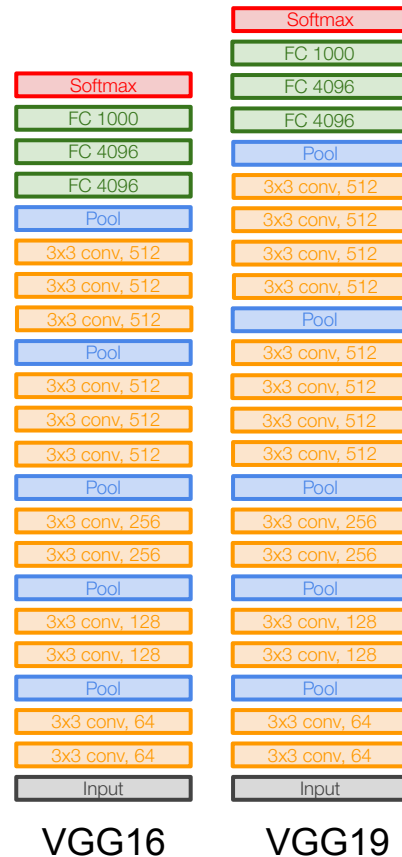 Softmax
FC 1000
FC 4096
FC 4096
Pool
3x3 conv, 512
3x3 conv, 512
3x3 conv, 512
Pool
3x3 conv, 512
3x3 conv, 512
3x3 conv, 512
Pool
3x3 conv, 256
3x3 conv, 256
Pool
3x3 conv, 128
3x3 conv, 128
Pool
3x3 conv, 64
3x3 conv, 64
Input
VGG16
Softmax
FC 1000
FC 4096
FC 4096
Pool
3x3 conv, 512
3x3 conv, 512
3x3 conv, 512
3x3 conv, 512
Pool
3x3 conv, 512
3x3 conv, 512
3x3 conv, 512
3x3 conv, 512
Pool
3x3 conv, 256
3x3 conv, 256
Pool
3x3 conv, 128
3x3 conv, 128
Pool
3x3 conv, 64
3x3 conv, 64
Input
VGG19